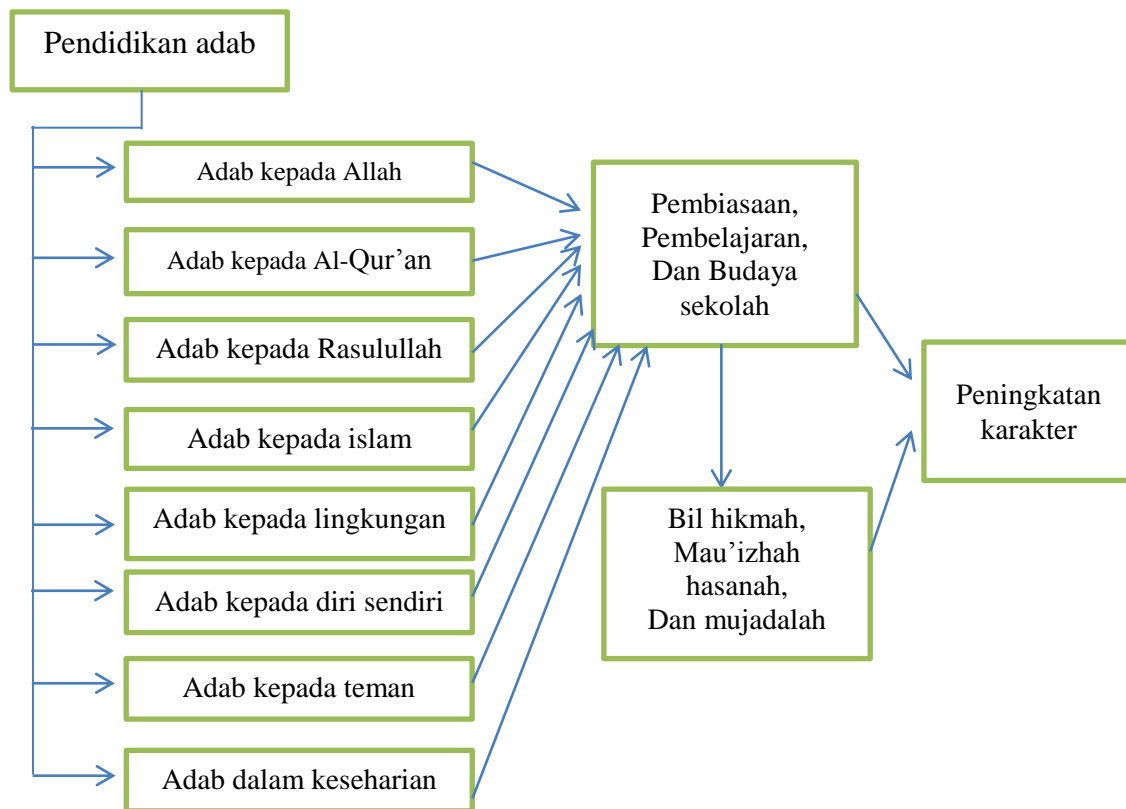 Pendidikan adab
Adab kepada Allah
Adab kepada Al-Qur’an
Adab kepada Rasulullah
Adab kepada islam
Adab kepada lingkungan
Adab kepada diri sendiri
Adab kepada teman
Adab dalam keseharian
Pembiasaan,
Pembelajaran,
Dan Budaya
sekolah
Bil hikmah,
Mau’izhah
hasanah,
Dan mujadalah
Peningkatan
karakter